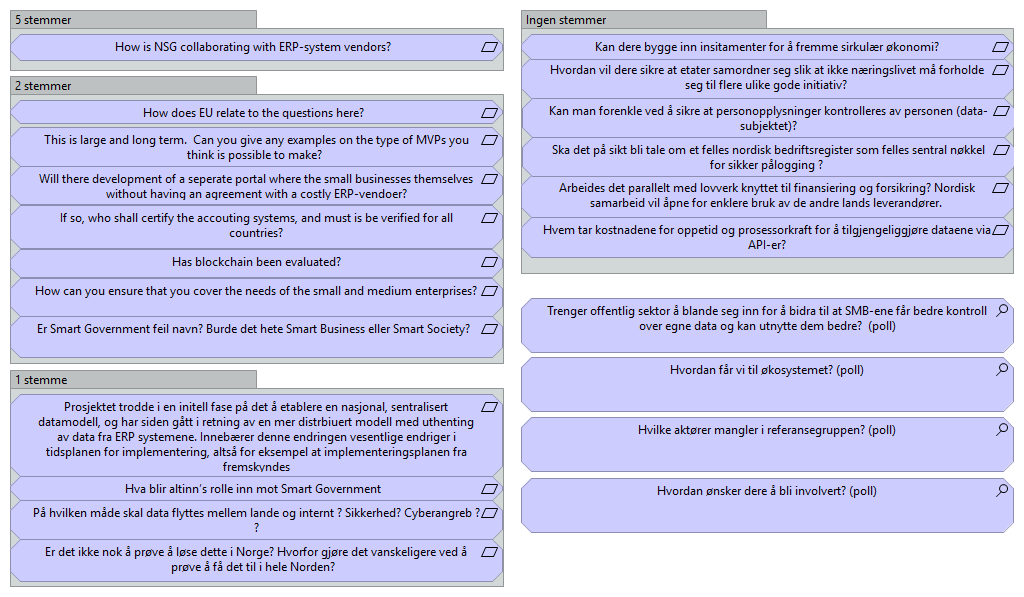 5 stemmer
How is NSG collaborating with ERP-system vendors?
2 stemmer
How does EU relate to the questions here?
This is large and long term.  Can you give any examples on the type of MVPs you
think is possible to make?
Will there development of a seperate portal where the small businesses themselves
without having an agreement with a costly ERP-vendoer?
If so, who shall certify the accouting systems, and must is be verified for all
countries?
Has blockchain been evaluated?
How can you ensure that you cover the needs of the small and medium enterprises?
Er Smart Government feil navn? Burde det hete Smart Business eller Smart Society?
1 stemme
Prosjektet trodde i en initell fase på det å etablere en nasjonal, sentralisert
datamodell, og har siden gått i retning av en mer distrbiuert modell med uthenting
av data fra ERP systemene. Innebærer denne endringen vesentlige endriger i
tidsplanen for implementering, altså for eksempel at implementeringsplanen fra
fremskyndes
Hva blir altinn's rolle inn mot Smart Government
På hvilken måde skal data flyttes mellem lande og internt ? Sikkerhed? Cyberangreb ?
?
Er det ikke nok å prøve å løse dette i Norge? Hvorfor gjøre det vanskeligere ved å
prøve å få det til i hele Norden?
Ingen stemmer
Kan dere bygge inn insitamenter for å fremme sirkulær økonomi?
Hvordan vil dere sikre at etater samordner seg slik at ikke næringslivet må forholde
seg til flere ulike gode initiativ?
Kan man forenkle ved å sikre at personopplysninger kontrolleres av personen (data-
subjektet)?
Ska det på sikt bli tale om et felles nordisk bedriftsregister som felles sentral nøkkel
for sikker pålogging ?
Arbeides det parallelt med lovverk knyttet til finansiering og forsikring? Nordisk
samarbeid vil åpne for enklere bruk av de andre lands leverandører.
Hvem tar kostnadene for oppetid og prosessorkraft for å tilgjengeliggjøre dataene via
API-er?
Trenger offentlig sektor å blande seg inn for å bidra til at SMB-ene får bedre kontroll
over egne data og kan utnytte dem bedre?  (poll)
Hvordan får vi til økosystemet? (poll)
Hvilke aktører mangler i referansegruppen? (poll)
Hvordan ønsker dere å bli involvert? (poll)